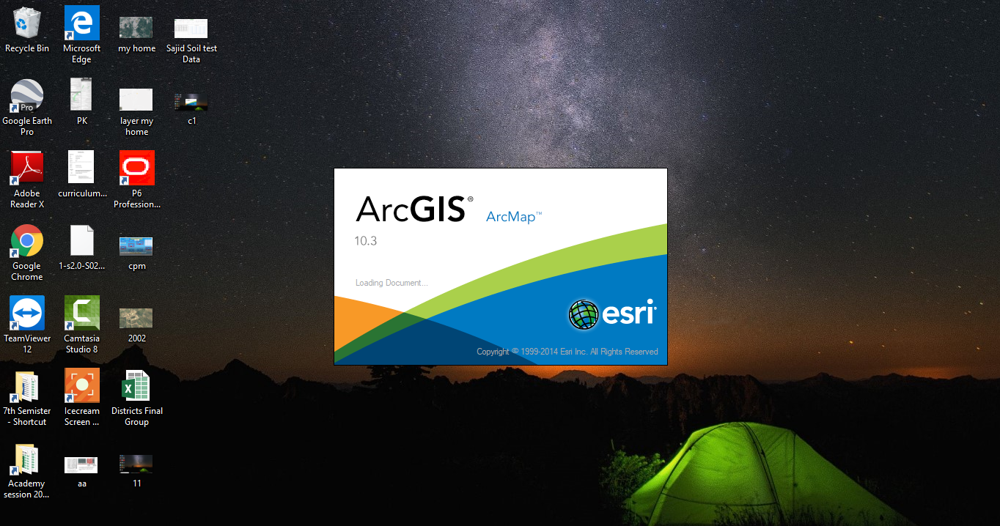 Recycle Bin
Microsoft
Edge
my home
Sajid Soil test
Data
Pro
Google Earth
Pro
PK
layer my
home
c1
Adobe
Reader X
curriculum...
P6
Profession...
Google
Chrome
1-s2.0-S02...
cpm
TeamViewer
12
Camtasia
Studio 8
2002
7th Semister
- Shortcut
Icecream
Screen ...
Districts Final
Group
Academy
session 20...
aa
11
ArcGIS® ArcMap™
10.3
Loading Document...
esri
Copyright © 1999-2014 Esri Inc. All Rights Reserved